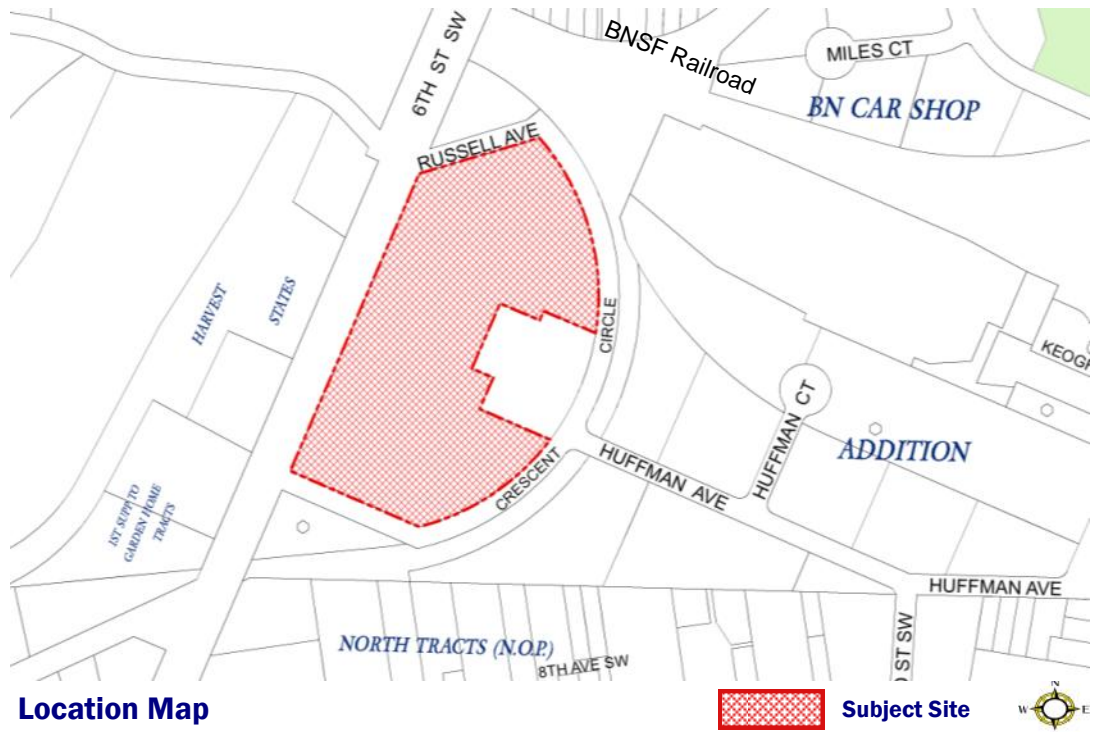 6TH ST SW
BNSF Railroad
MILES CT
BN CAR SHOP
RUSSELL AVE
HARVEST
STATES
CIRCLE
KEOGH
HUFFMAN CT
ADDITION
HUFFMAN AVE
CRESCENT
1ST SUPP TO
GARDEN HOME
TRACTS
HUFFMAN AVE
ST SW
NORTH TRACTS (N.O.P.)
8TH AVE SW
Location Map
Subject Site
N
W
E